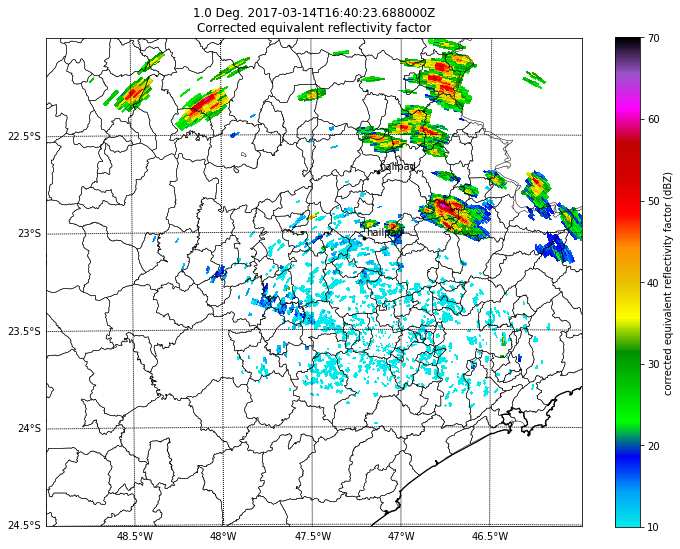 1.0 Deg. 2017-03-14T16:40:23.688000Z
Corrected equivalent reflectivity factor
70
60
22.5°S
hailpad
50
23°S
hailpad
40
23.5°S
30
24°S
20
24.5°S
10
48.5°W 48°W 47.5°W 47°W 46.5°W
corrected equivalent reflectivity factor (dBZ)